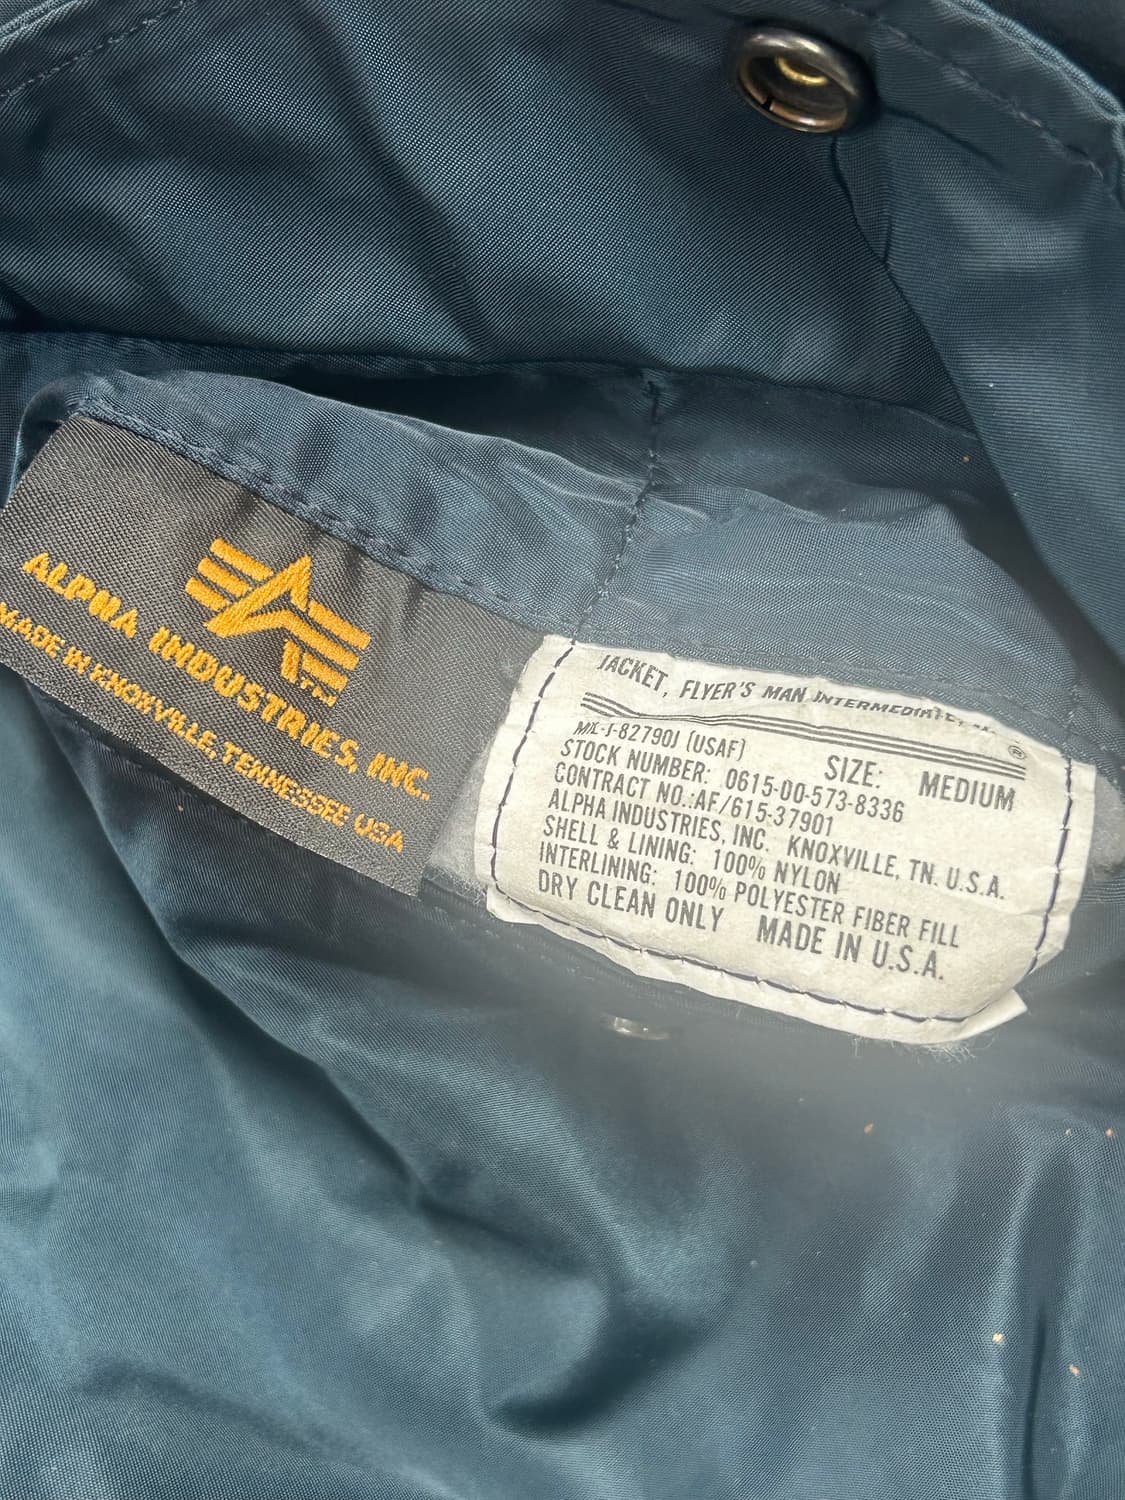 ALPHA INDUSTRIES, INC.
MADE IN KNOXVILLE, TENNESSEE USA
TM
JACKET, FLYER'S MAN INTERMEDIATE,
®
MIL-J-8279OJ (USAF)
SIZE: MEDIUM
STOCK NUMBER: 0615-00-573-8336
CONTRACT NO.:AF/615-37901
ALPHA INDUSTRIES, INC. KNOXVILLE, TN. U.S.A.
SHELL & LINING: 100% NYLON
INTERLINING: 100% POLYESTER FIBER FILL
DRY CLEAN ONLY MADE IN U.S.A.